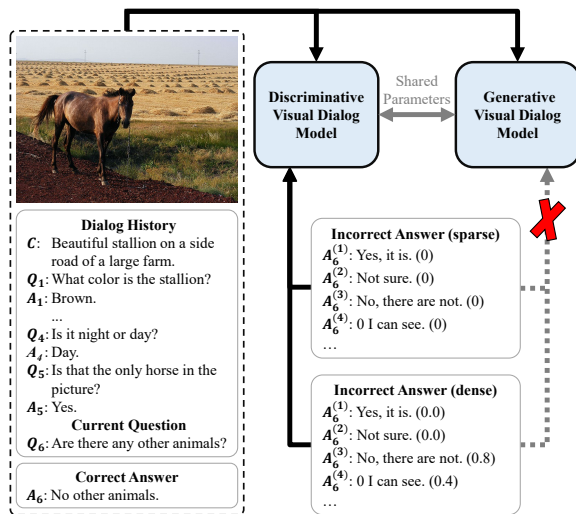 Discriminative
Visual Dialog
Model
Shared
Parameters
Generative
Visual Dialog
Model
Dialog History
C: Beautiful stallion on a side
road of a large farm.
Q₁: What color is the stallion?
A₁: Brown.
...
Q₄: Is it night or day?
A₄: Day.
Q₅: Is that the only horse in the
picture?
A₅: Yes.
Current Question
Q₆: Are there any other animals?
Correct Answer
A₆: No other animals.
Incorrect Answer (sparse)
A₆⁽¹⁾: Yes, it is. (0)
A₆⁽²⁾: Not sure. (0)
A₆⁽³⁾: No, there are not. (0)
A₆⁽⁴⁾: 0 I can see. (0)
...
Incorrect Answer (dense)
A₆⁽¹⁾: Yes, it is. (0.0)
A₆⁽²⁾: Not sure. (0.0)
A₆⁽³⁾: No, there are not. (0.8)
A₆⁽⁴⁾: 0 I can see. (0.4)
...